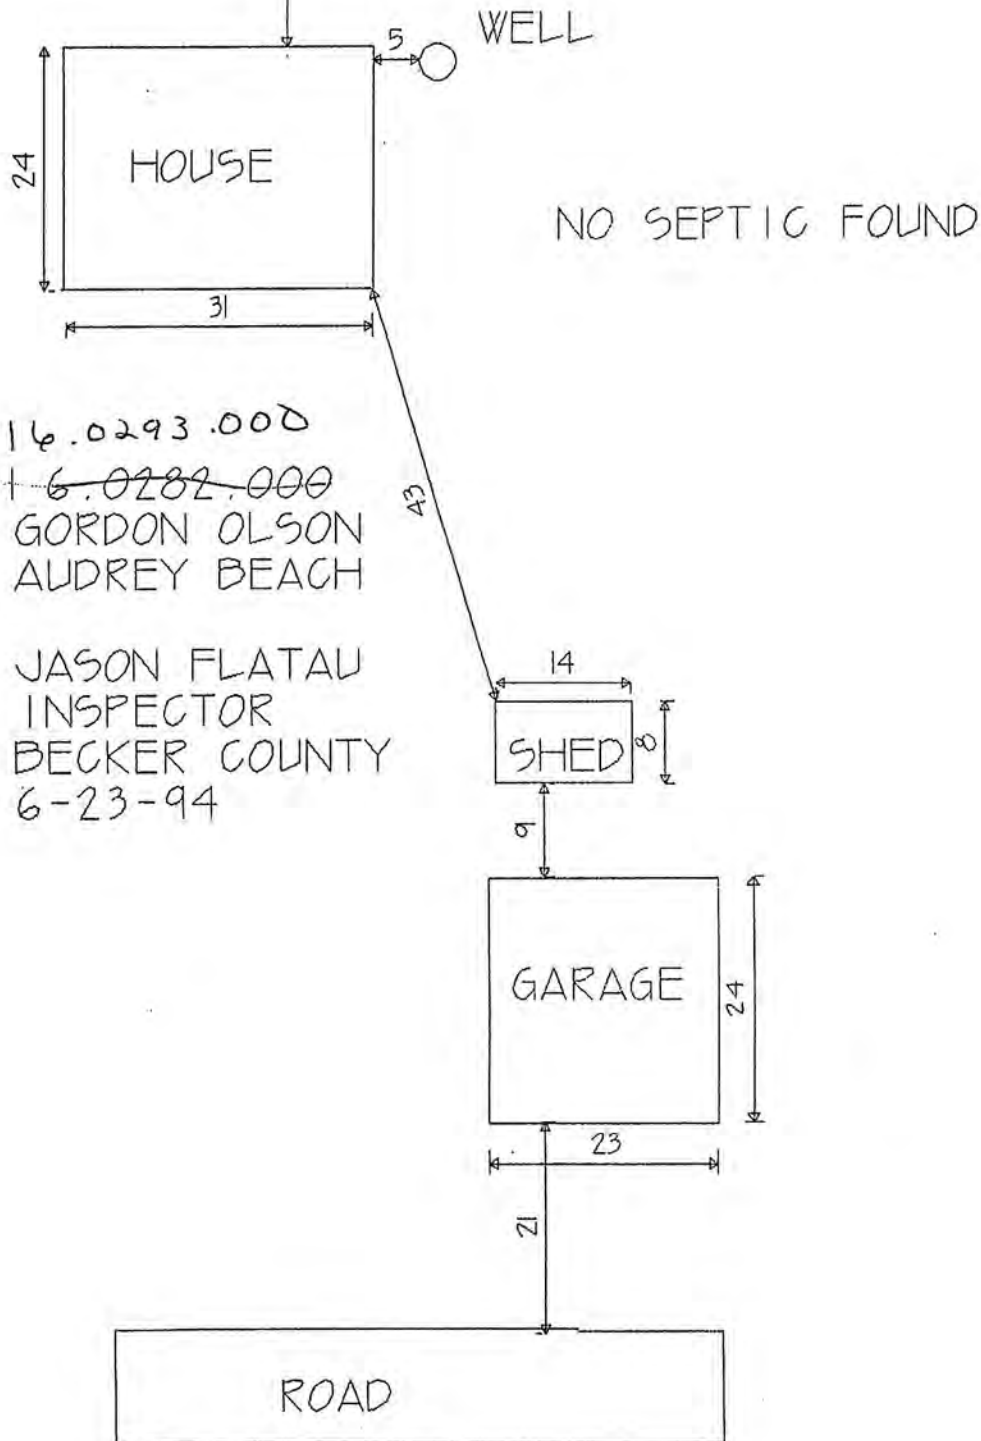 WELL
5
24
HOUSE
NO SEPTIC FOUND
31
16.0293.000
16.0282.000
GORDON OLSON
AUDREY BEACH
43
JASON FLATAU
INSPECTOR
BECKER COUNTY
6-23-94
14
SHED
8
9
GARAGE
24
23
21
ROAD